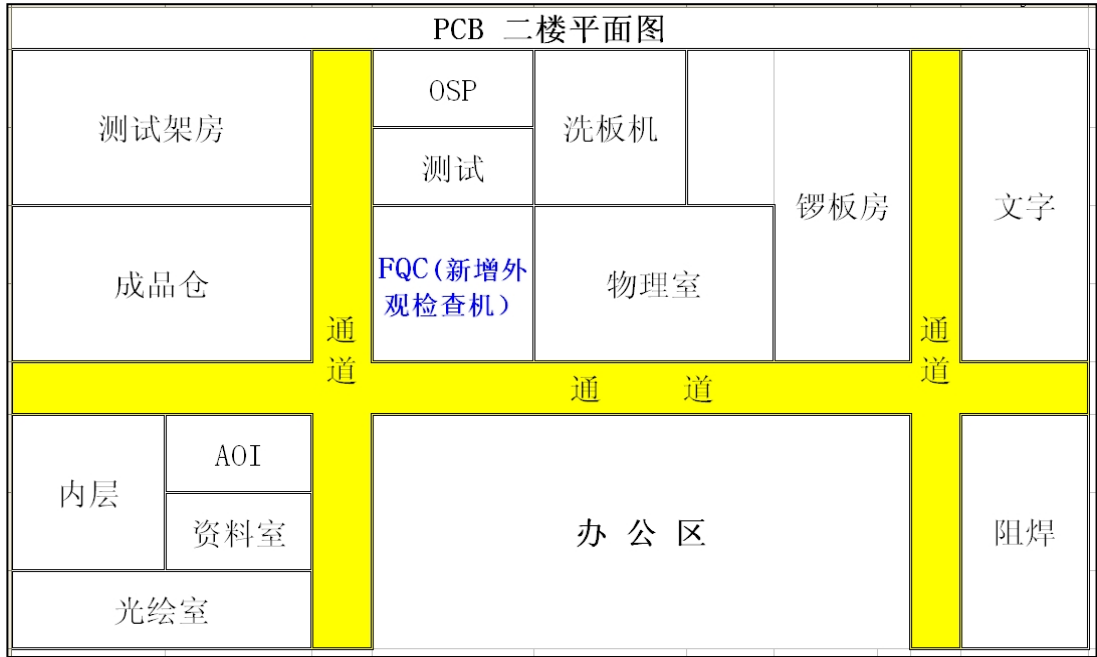 PCB 二楼平面图
测试架房
OSP
测试
洗板机
锣板房
文字
成品仓
FQC(新增外
观检查机）
物理室
通
道
通
道
通 道
内层
AOI
资料室
光绘室
办 公 区
阻焊